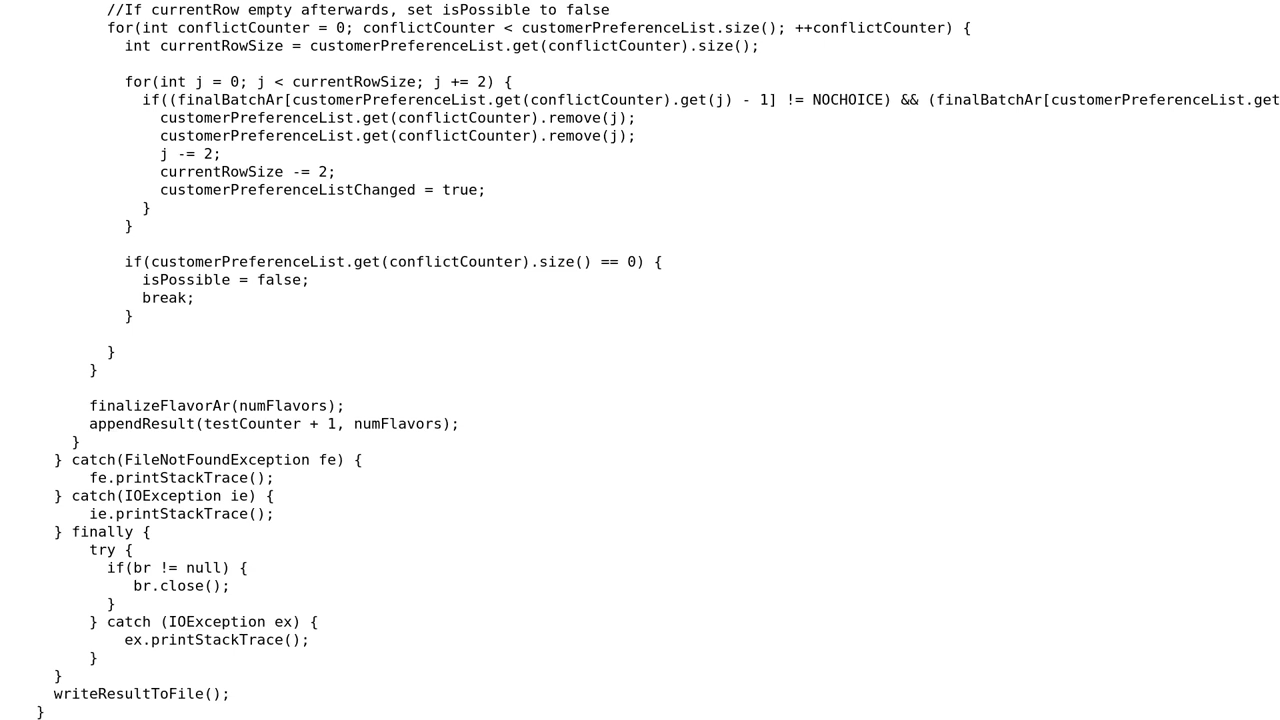 //If currentRow empty afterwards, set isPossible to false
for(int conflictCounter = 0; conflictCounter < customerPreferenceList.size(); ++conflictCounter) {
int currentRowSize = customerPreferenceList.get(conflictCounter).size();
for(int j = 0; j < currentRowSize; j += 2) {
if((finalBatchAr[customerPreferenceList.get(conflictCounter).get(j) - 1] != NOCHOICE) && (finalBatchAr[customerPreferenceList.get
customerPreferenceList.get(conflictCounter).remove(j);
customerPreferenceList.get(conflictCounter).remove(j);
j -= 2;
currentRowSize -= 2;
customerPreferenceListChanged = true;
}
}
if(customerPreferenceList.get(conflictCounter).size() == 0) {
isPossible = false;
break;
}
}
}
finalizeFlavorAr(numFlavors);
appendResult(testCounter + 1, numFlavors);
}
} catch(FileNotFoundException fe) {
fe.printStackTrace();
} catch(IOException ie) {
ie.printStackTrace();
} finally {
try {
if(br != null) {
br.close();
}
} catch (IOException ex) {
ex.printStackTrace();
}
}
writeResultToFile();
}